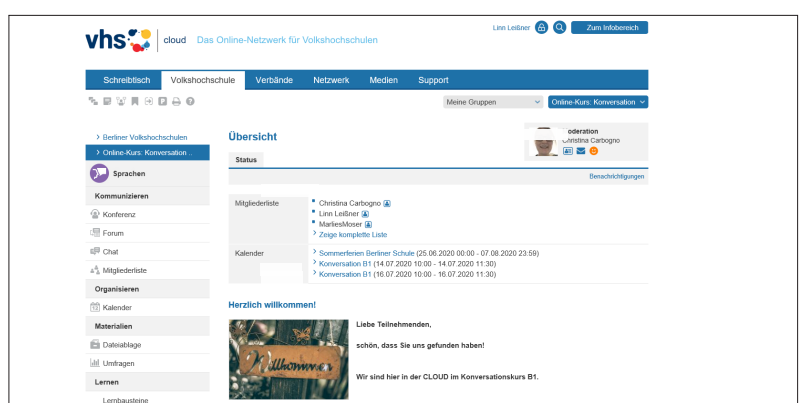 Linn Leißner
Zum Infobereich
vhs cloud Das Online-Netzwerk für Volkshochschulen
Schreibtisch Volkshochschule Verbände Netzwerk Medien Support
Meine Gruppen Online-Kurs: Konversation
> Berliner Volkshochschulen
> Online-Kurs: Konversation ..
Sprachen
Kommunizieren
Konferenz
Forum
Chat
Mitgliederliste
Organisieren
Kalender
Materialien
Dateiablage
Umfragen
Lernen
Lernbausteine
Übersicht
oderation
Christina Carbogno
Status
Benachrichtigungen
Mitgliederliste
Christina Carbogno
Linn Leißner
MarliesMoser
> Zeige komplette Liste
Kalender
> Sommerferien Berliner Schule (25.06.2020 00:00 - 07.08.2020 23:59)
> Konversation B1 (14.07.2020 10:00 - 14.07.2020 11:30)
> Konversation B1 (16.07.2020 10:00 - 16.07.2020 11:30)
Herzlich willkommen!
Willkommen
Liebe Teilnehmenden,
schön, dass Sie uns gefunden haben!
Wir sind hier in der CLOUD im Konversationskurs B1.